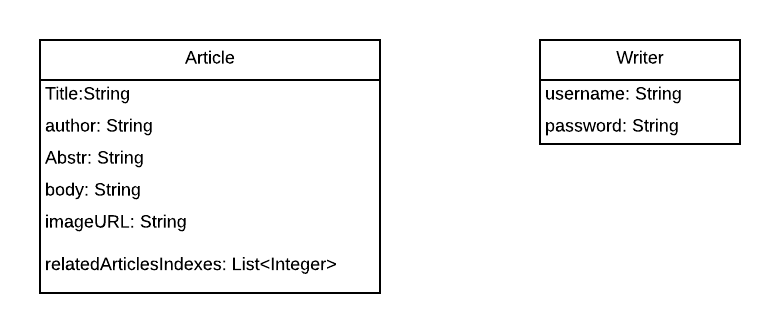 Article
Title:String
author: String
Abstr: String
body: String
imageURL: String
relatedArticlesIndexes: List<Integer>
Writer
username: String
password: String